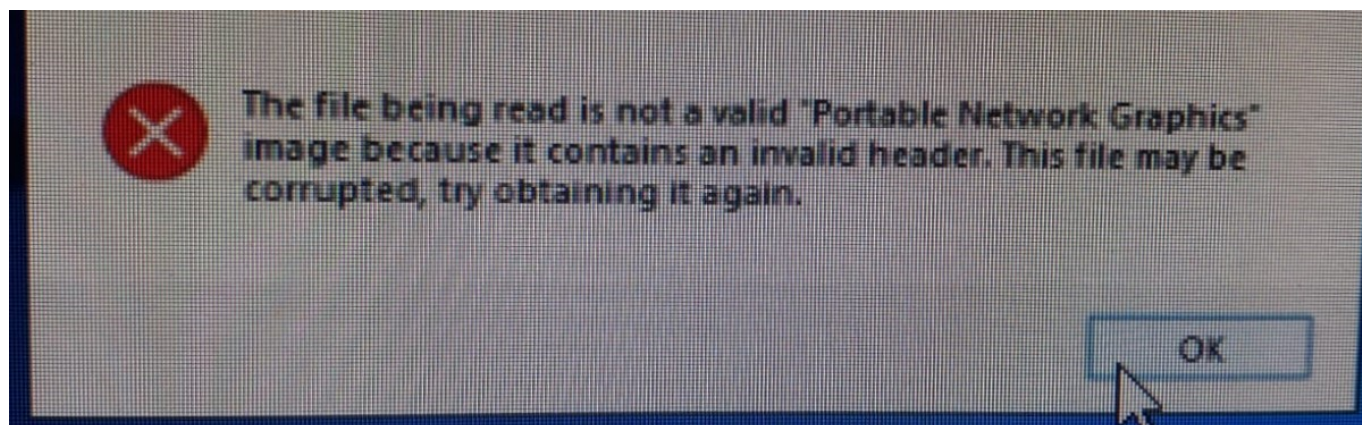 The file being read is not a valid "Portable Network Graphics"
image because it contains an invalid header. This file may be
corrupted, try obtaining it again.
OK